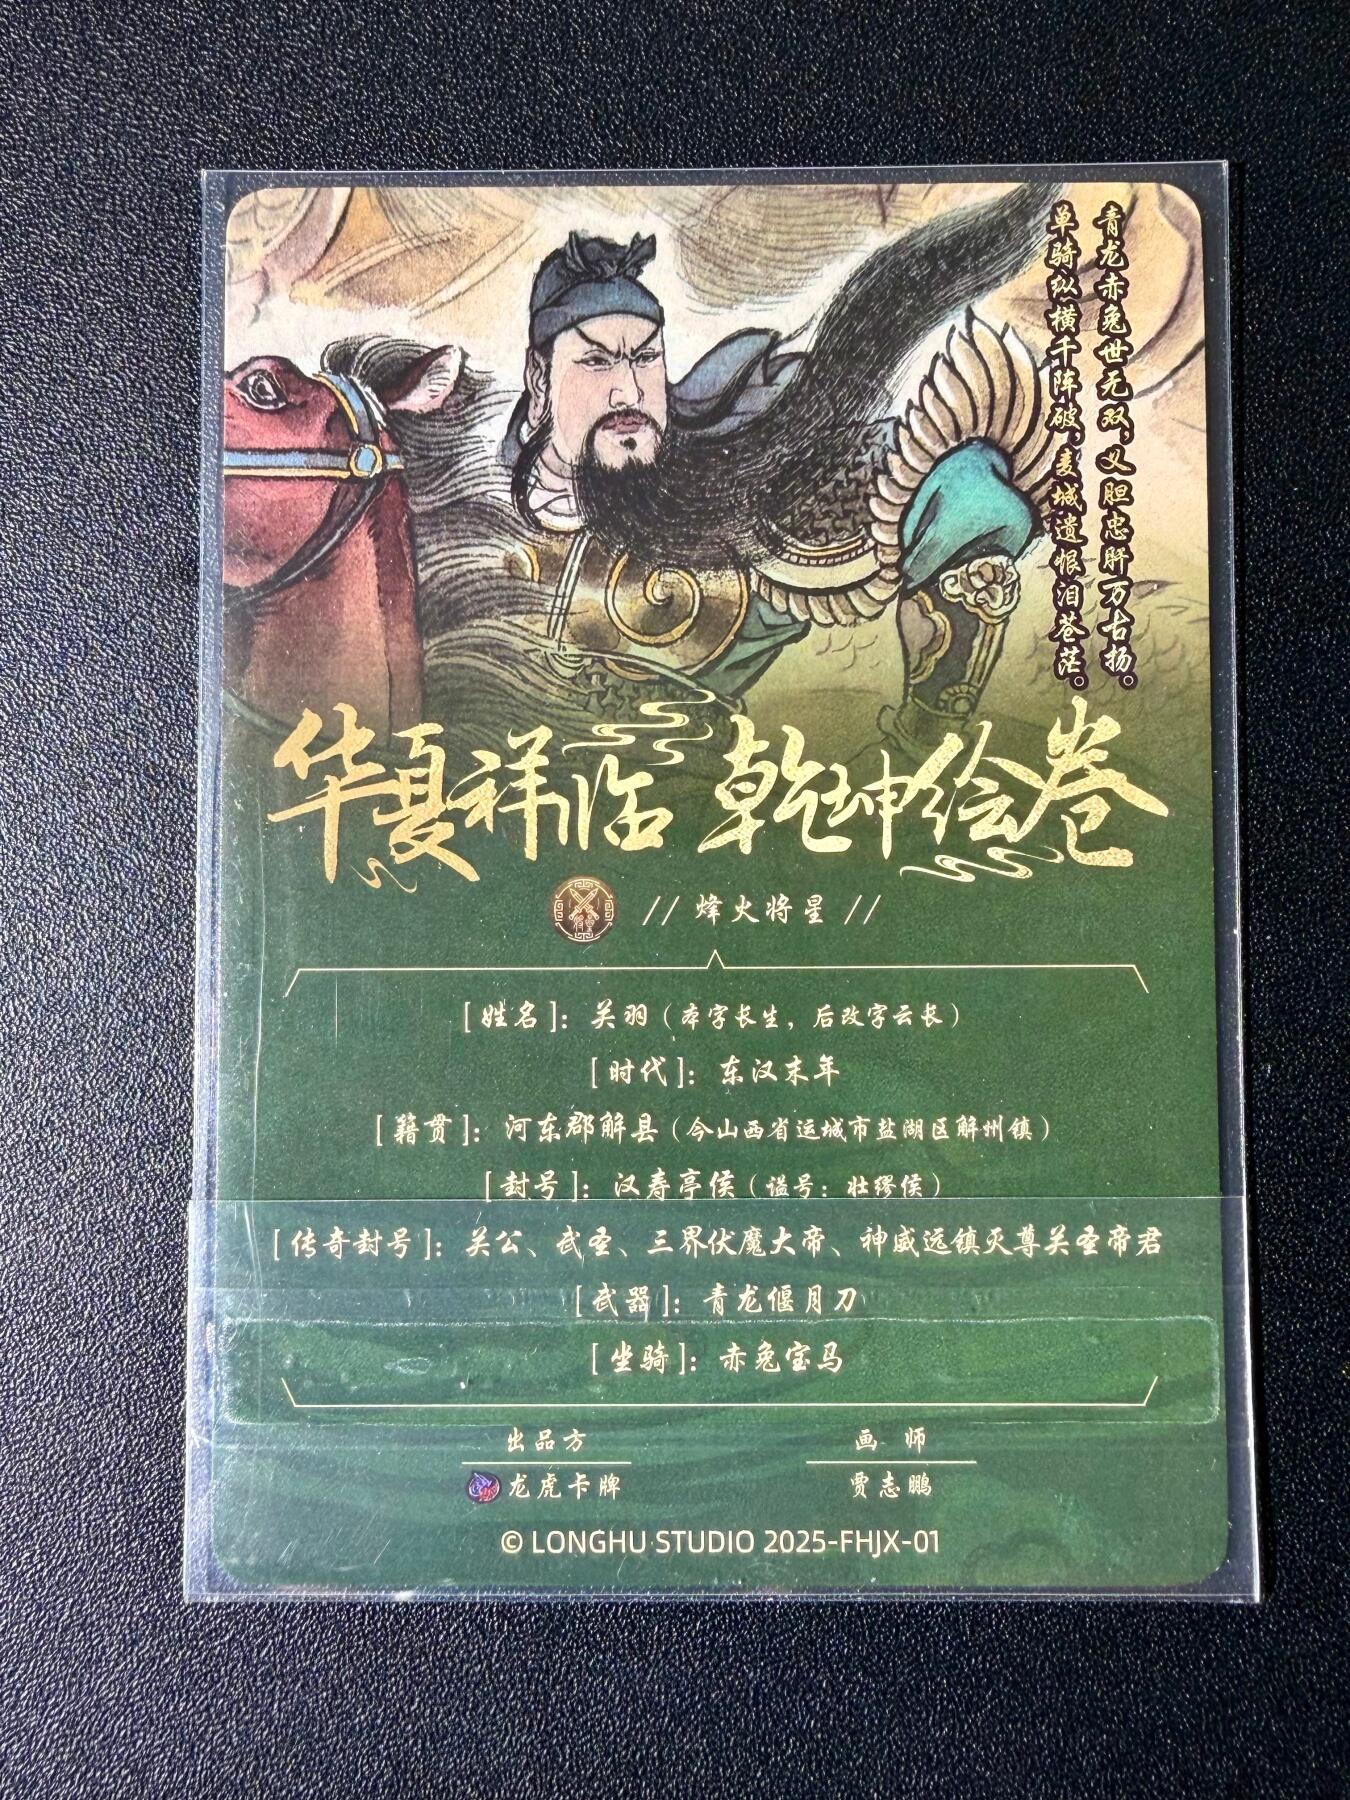 青龙赤兔世无双，义胆忠肝万古扬。
单骑纵横千阵破，麦城遗恨泪苍茫。
华夏祥临 乾坤绘卷
将星
// 烽火将星 //
[ 姓名 ]：关羽（本字长生，后改字云长）
[ 时代 ]：东汉末年
[ 籍贯 ]：河东郡解县（今山西省运城市盐湖区解州镇）
[ 封号 ]：汉寿亭侯（谥号：壮缪侯）
[ 传奇封号 ]：关公、武圣、三界伏魔大帝、神威远镇天尊关圣帝君
[ 武器 ]：青龙偃月刀
[ 坐骑 ]：赤兔宝马
出品方
龙虎卡牌
画 师
贾志鹏
© LONGHU STUDIO 2025-FHJX-01